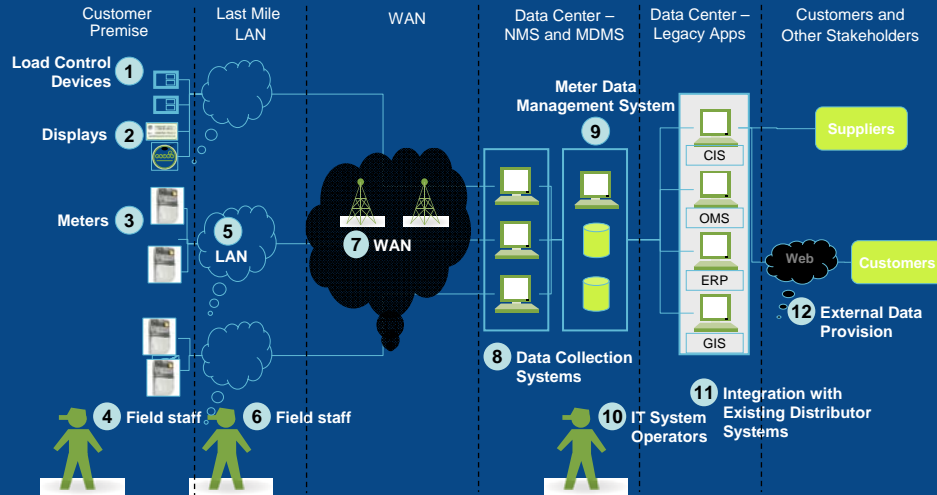 Customer
Premise
Last Mile
LAN
WAN
Data Center –
NMS and MDMS
Data Center –
Legacy Apps
Customers and
Other Stakeholders
Load Control
Devices
1
Displays
2
Meters
3
5
LAN
7 WAN
Meter Data
Management System
9
CIS
OMS
ERP
GIS
Suppliers
Web
Customers
12 External Data
Provision
8 Data Collection
Systems
11 Integration with
Existing Distributor
Systems
4 Field staff
6 Field staff
10 IT System
Operators